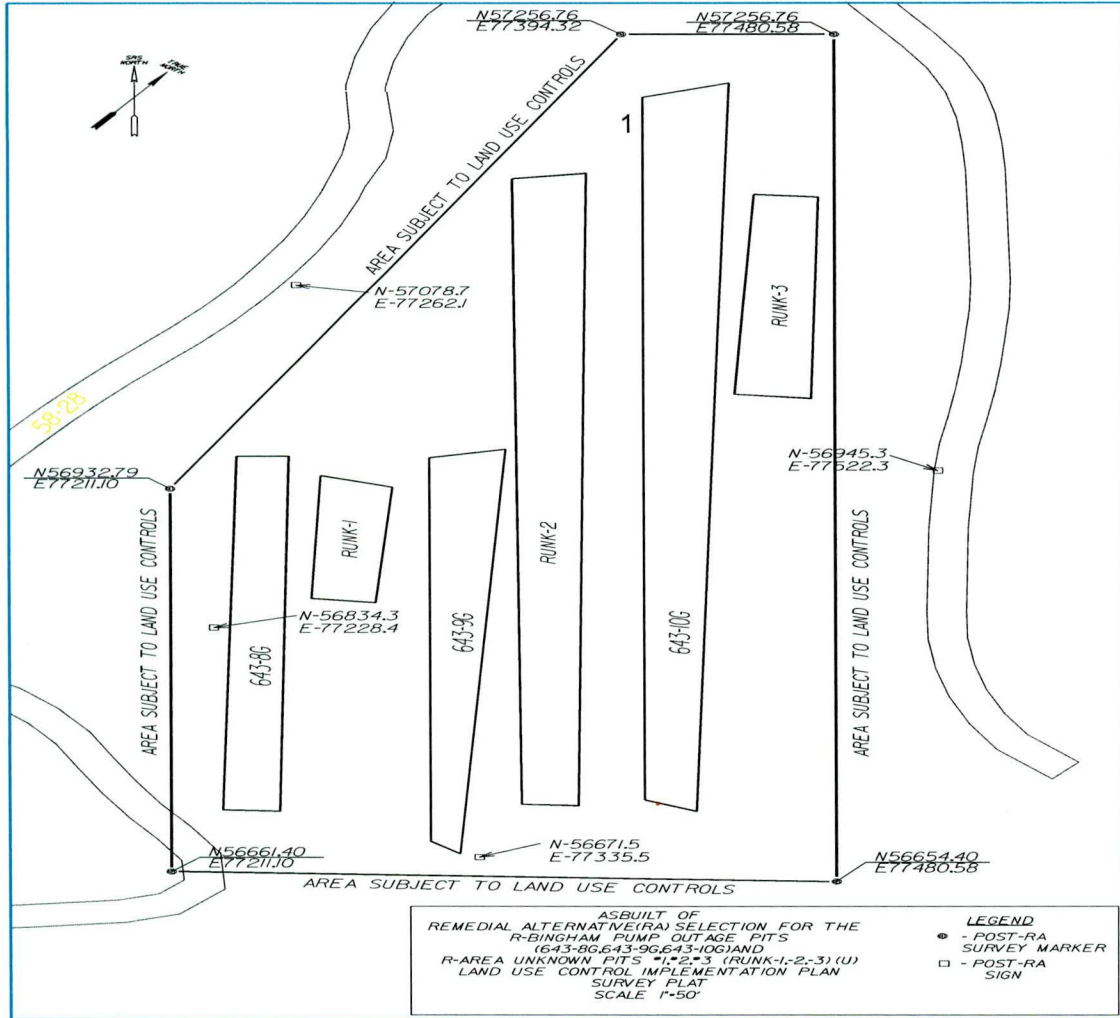 N57256.76
E77394.32
N57256.76
E77480.58
SRS
NORTH
TRUE
NORTH
AREA SUBJECT TO LAND USE CONTROLS
1
N-57078.7
E-77262.1
RUNK-3
58-28
N-56945.3
E-77522.3
N56932.79
E77211.10
AREA SUBJECT TO LAND USE CONTROLS
RUNK-1
RUNK-2
643-9G
643-10G
N-56834.3
E-77228.4
643-8G
AREA SUBJECT TO LAND USE CONTROLS
N-56671.5
E-77335.5
N56661.40
E77211.10
N56654.40
E77480.58
AREA SUBJECT TO LAND USE CONTROLS
ASBUILT OF
REMEDIAL ALTERNATIVE(RA) SELECTION FOR THE
R-BINGHAM PUMP OUTAGE PITS
(643-8G,643-9G,643-10G)AND
R-AREA UNKNOWN PITS #1,#2,#3 (RUNK-1,-2,-3) (U)
LAND USE CONTROL IMPLEMENTATION PLAN
SURVEY PLAT
SCALE 1"=50'
LEGEND
- POST-RA
SURVEY MARKER
- POST-RA
SIGN